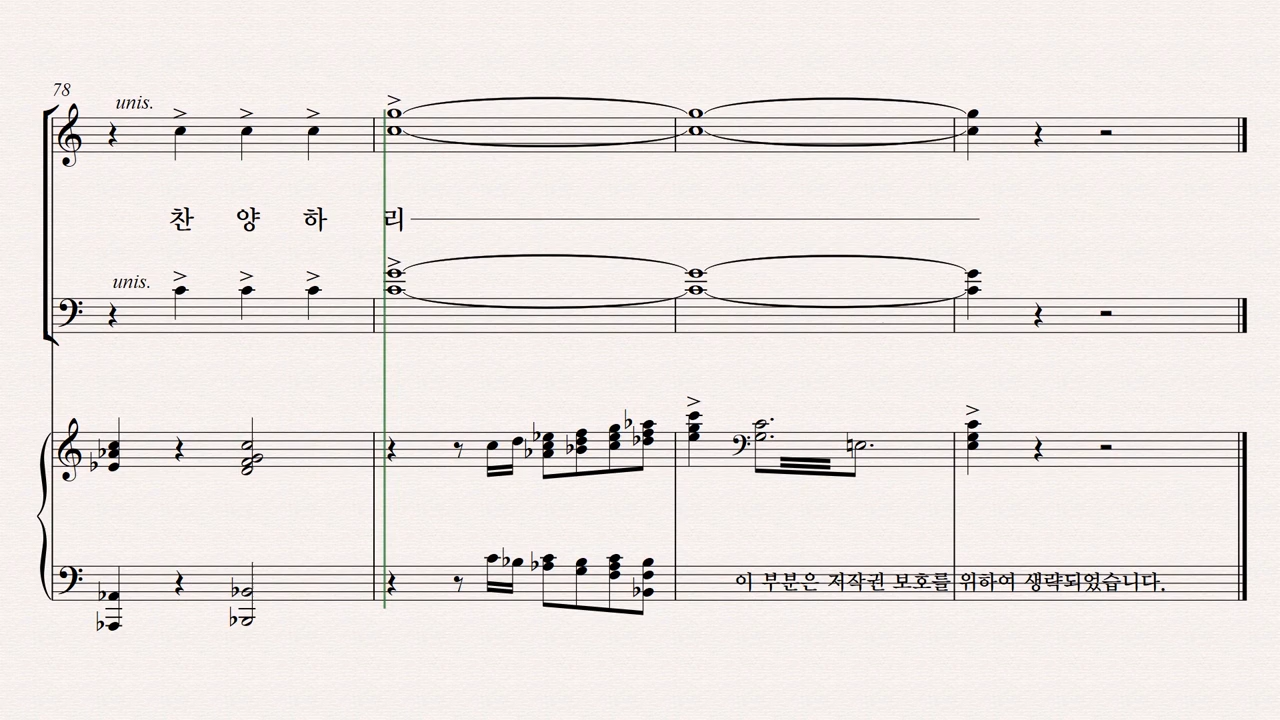 78
unis.
찬 양 하 리
unis.
이 부분은 저작권 보호를 위하여 생략되었습니다.